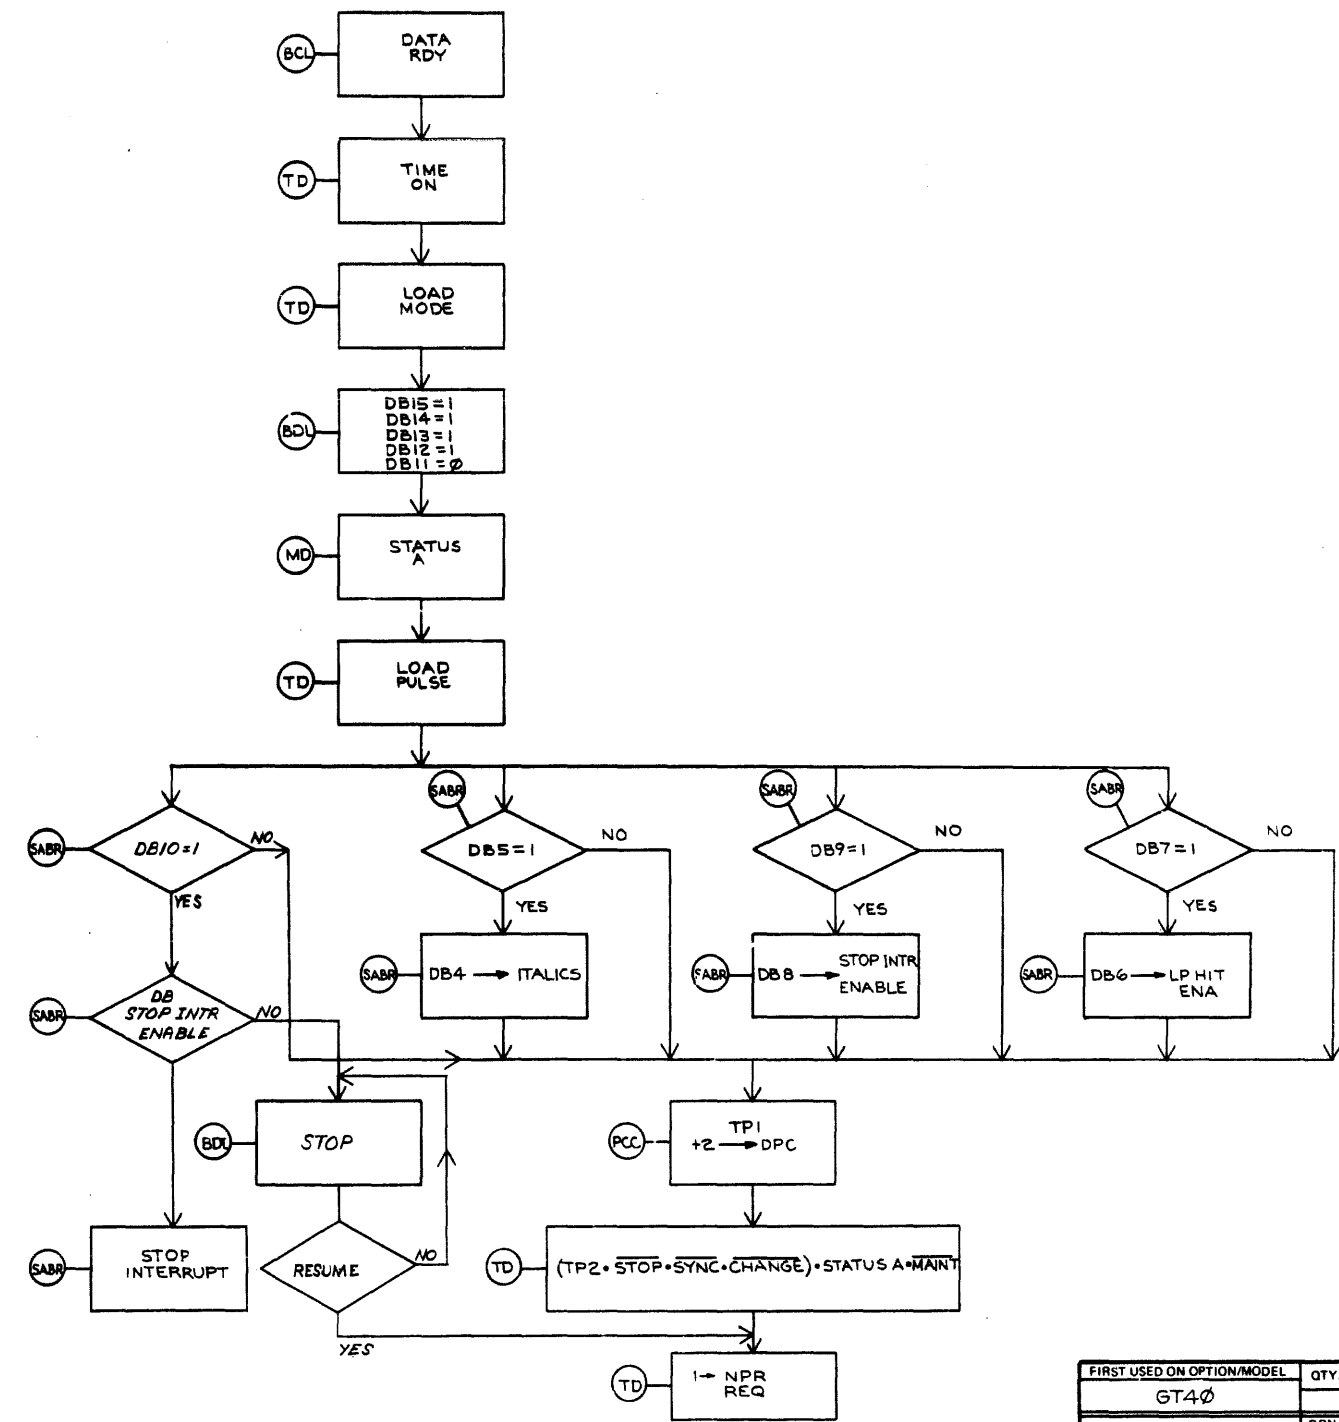 DATA
RDY
BCL
TIME
ON
TD
LOAD
MODE
TD
DB15=1
DB14=1
DB13=1
DB12=1
DB11=Ø
BDL
STATUS
A
MD
LOAD
PULSE
TD
SABR
DB10=1
NO
YES
SABR
DB5=1
NO
YES
SABR
DB9=1
NO
YES
SABR
DB7=1
NO
YES
SABR
DB4 → ITALICS
SABR
DB8 → STOP INTR
ENABLE
SABR
DB6 → LP HIT
ENA
SABR
DB
STOP INTR
ENABLE
NO
BDL
STOP
PCC
TP1
+2 → DPC
SABR
STOP
INTERRUPT
RESUME
NO
YES
TD
(TP2•S̅T̅O̅P̅•S̅Y̅N̅C̅•C̅H̅A̅N̅G̅E̅)•STATUS A•M̅A̅I̅N̅T̅
TD
1→ NPR
REQ
FIRST USED ON OPTION/MODEL
QTY.
GT4Ø